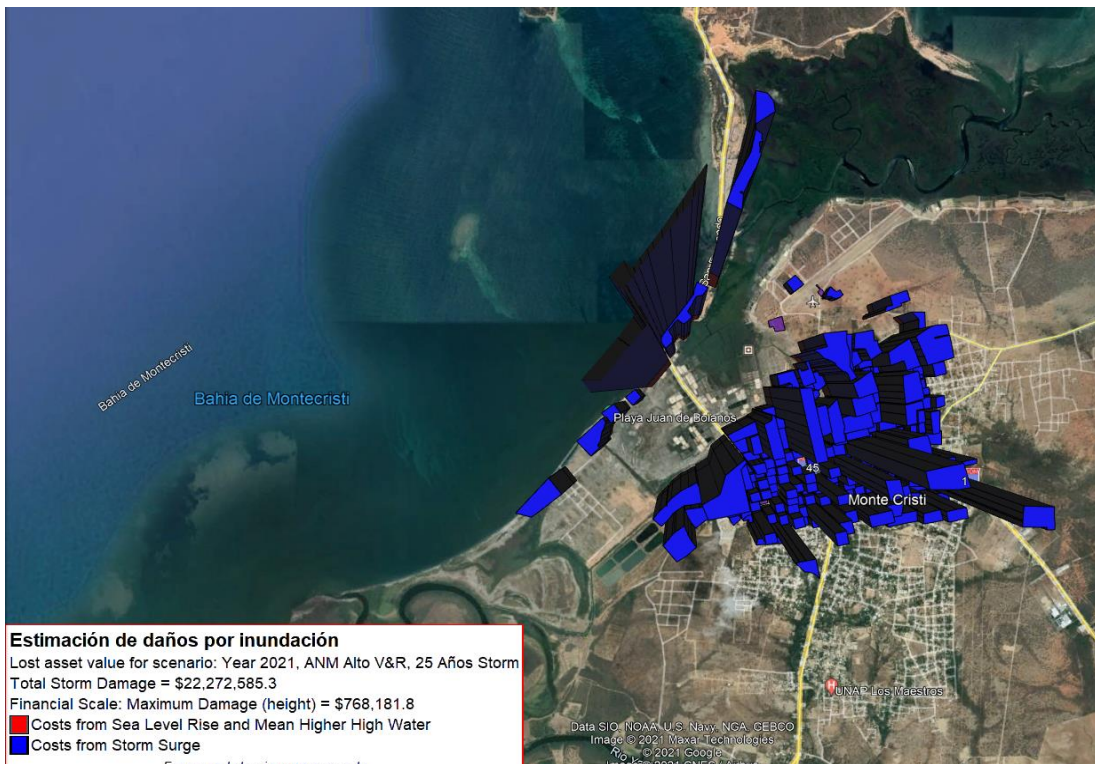 Bahia de Montecristi
Bahia de Montecristi
Playa Juan de Bolaños
45
1
Monte Cristi
UNAP Los Maestros
H
Estimación de daños por inundación
Lost asset value for scenario: Year 2021, ANM Alto V&R, 25 Años Storm
Total Storm Damage = $22,272,585.3
Financial Scale: Maximum Damage (height) = $768,181.8
Costs from Sea Level Rise and Mean Higher High Water
Costs from Storm Surge
Data SIO, NOAA, U.S. Navy, NGA, GEBCO
Image © 2021 Maxar Technologies
© 2021 Google